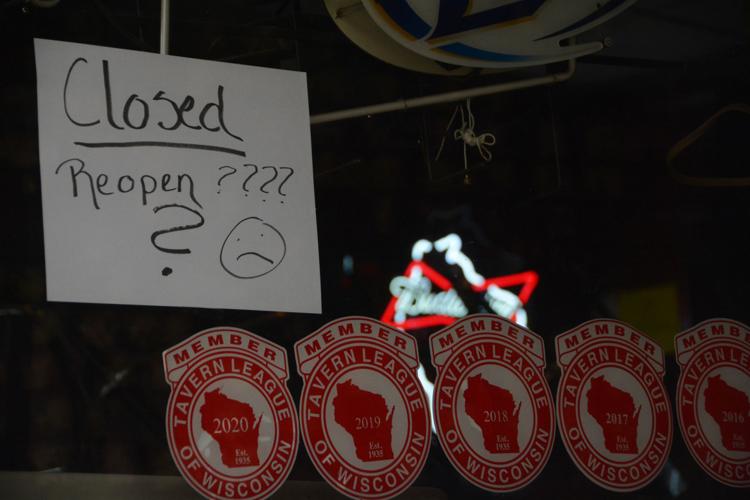 Closed
Reopen ????
?
MEMBER
TAVERN LEAGUE
2020
Est.
1935
OF WISCONSIN
MEMBER
TAVERN LEAGUE
2019
Est.
1935
OF WISCONSIN
MEMBER
TAVERN LEAGUE
2018
Est.
1935
OF WISCONSIN
MEMBER
TAVERN LEAGUE
2017
Est.
1935
OF WISCONSIN
MEMBER
TAVERN
2016
Est.
1935
OF WISCONSIN